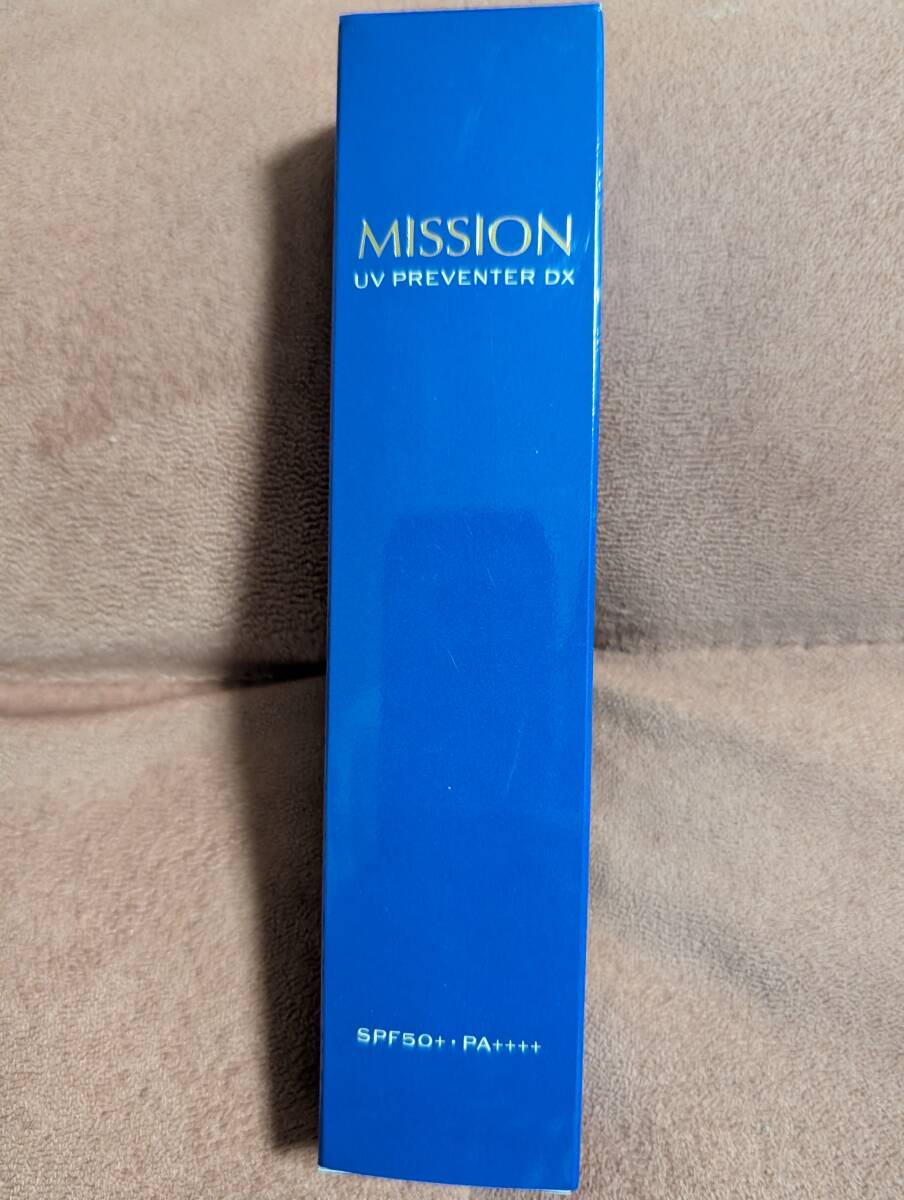 MISSION
UV PREVENTER DX
SPF50+・PA++++